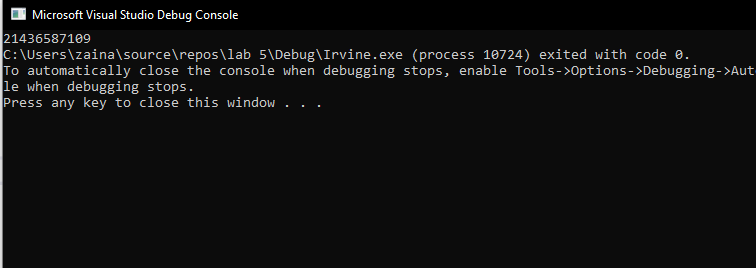 Microsoft Visual Studio Debug Console
21436587109
C:\Users\zaina\source\repos\lab 5\Debug\Irvine.exe (process 10724) exited with code 0.
To automatically close the console when debugging stops, enable Tools->Options->Debugging->Aut
le when debugging stops.
Press any key to close this window . . .